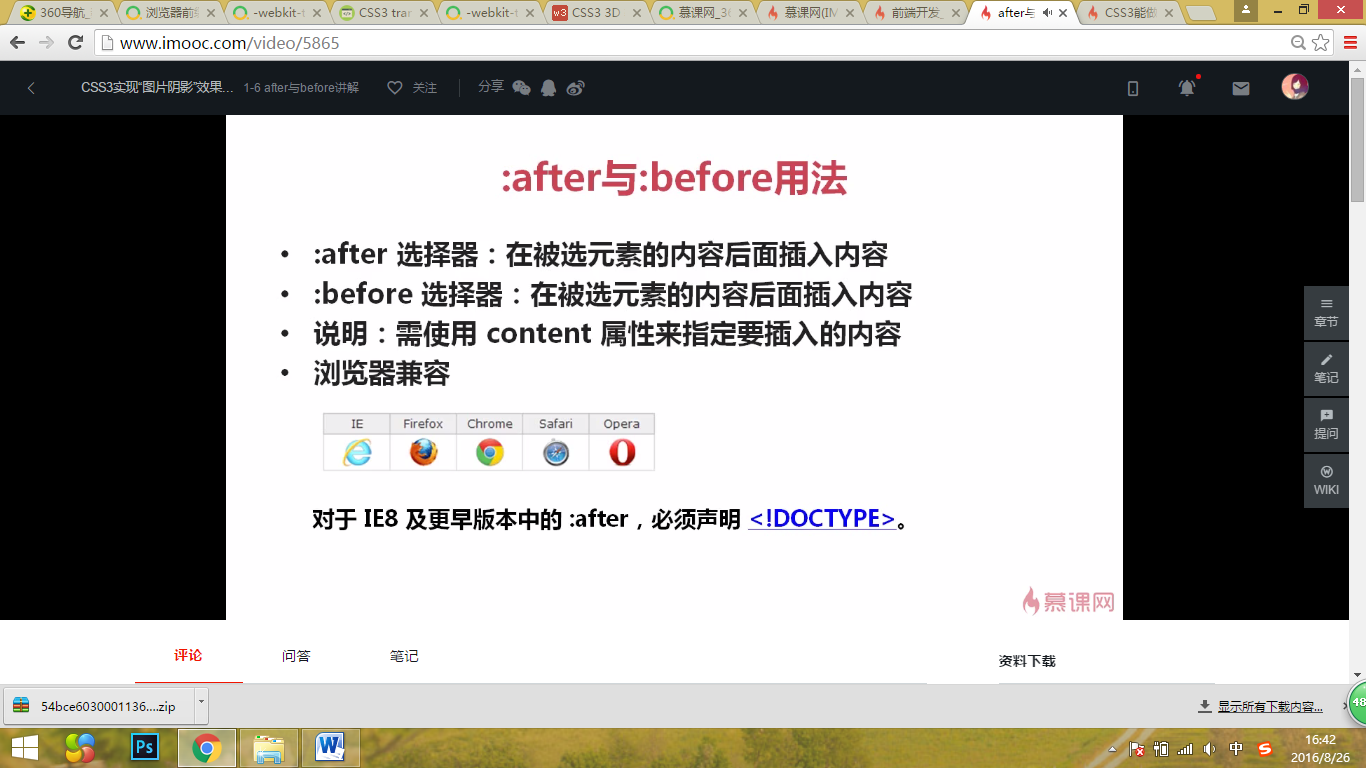 360导航_
浏览器前缀
-webkit-t
CSS3 tran
-webkit-t
w3 CSS3 3D
慕课网_36
慕课网(IM
前端开发_
after与
CSS3能做
www.imooc.com/video/5865
CSS3实现"图片阴影"效果... 1-6 after与before讲解 关注 分享
:after与:before用法
• :after 选择器：在被选元素的内容后面插入内容
• :before 选择器：在被选元素的内容后面插入内容
• 说明：需使用 content 属性来指定要插入的内容
• 浏览器兼容
IE Firefox Chrome Safari Opera
对于 IE8 及更早版本中的 :after，必须声明 <!DOCTYPE>。
慕课网
章节
笔记
提问
WIKI
评论 问答 笔记 资料下载
54bce6030001136....zip 显示所有下载内容... 48
Ps
中
16:42
2016/8/26